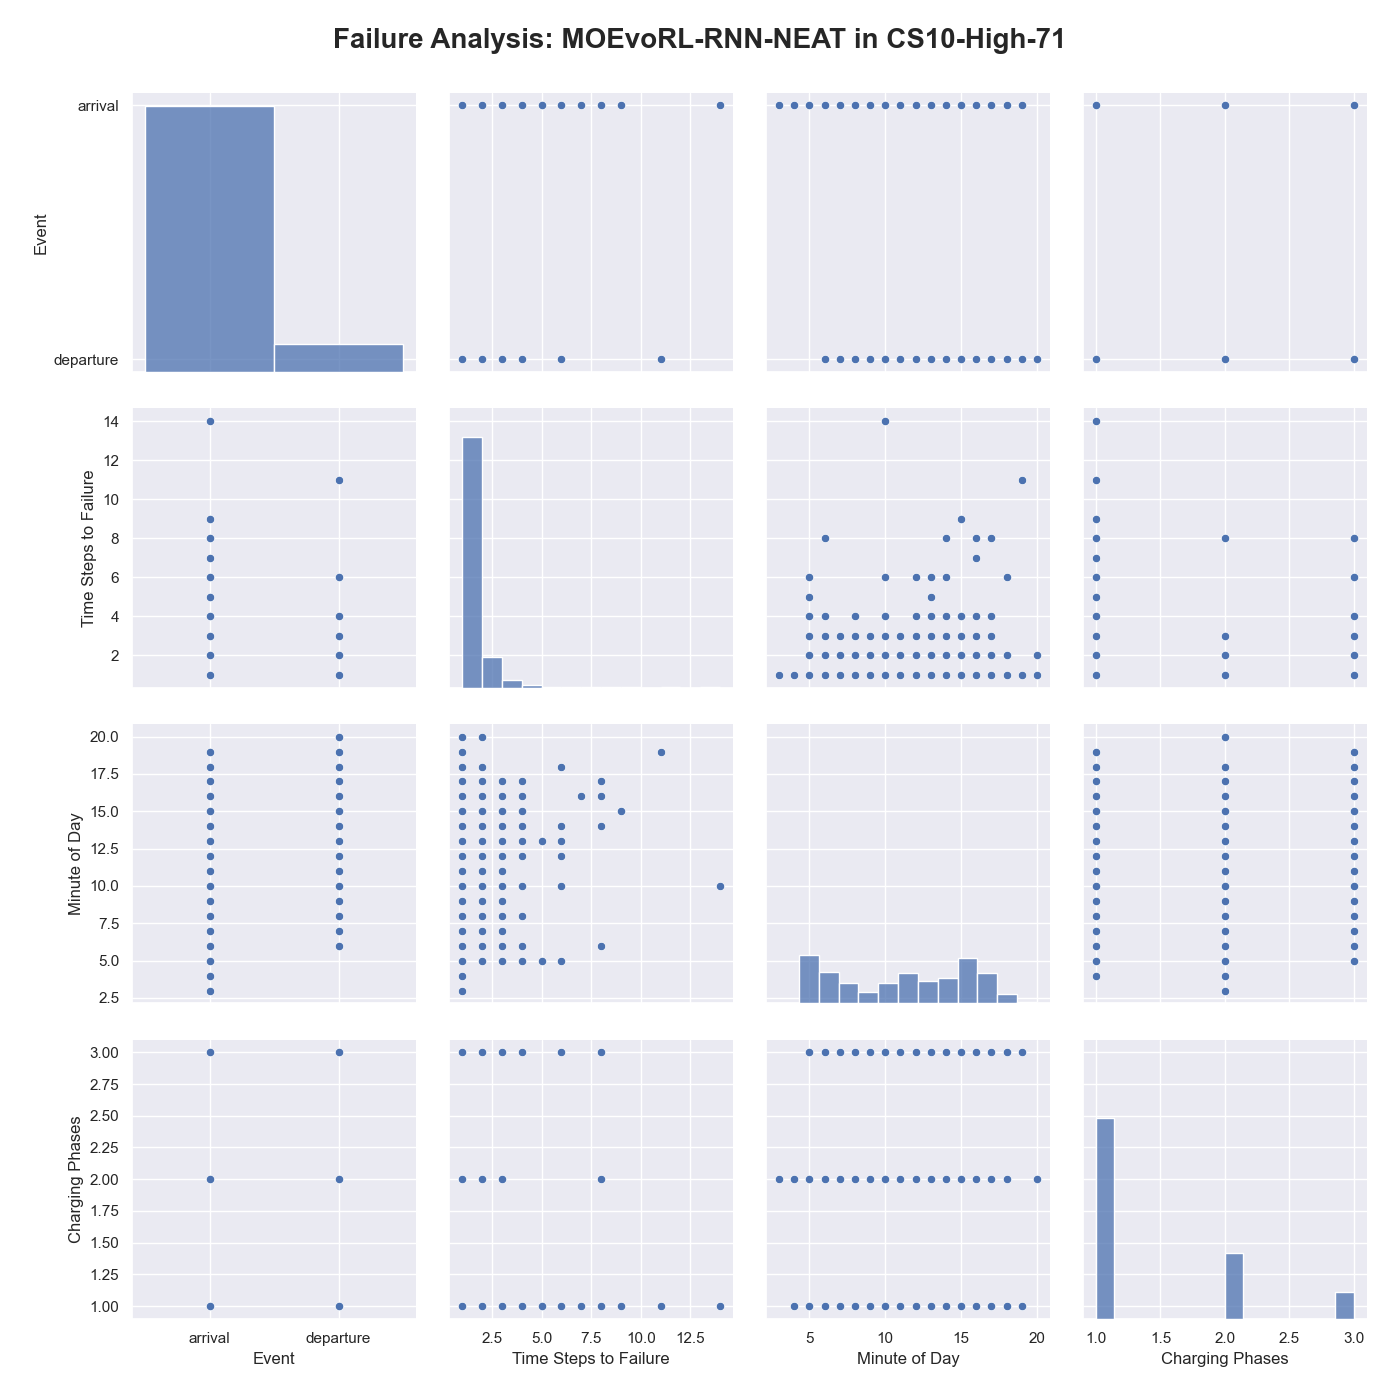 Failure Analysis: MOEvoRL-RNN-NEAT in CS10-High-71
arrival
departure
Event
14
12
10
8
6
4
2
Time Steps to Failure
20.0
17.5
15.0
12.5
10.0
7.5
5.0
2.5
Minute of Day
3.00
2.75
2.50
2.25
2.00
1.75
1.50
1.25
1.00
Charging Phases
arrival departure
Event
2.5 5.0 7.5 10.0 12.5
Time Steps to Failure
5 10 15 20
Minute of Day
1.0 1.5 2.0 2.5 3.0
Charging Phases